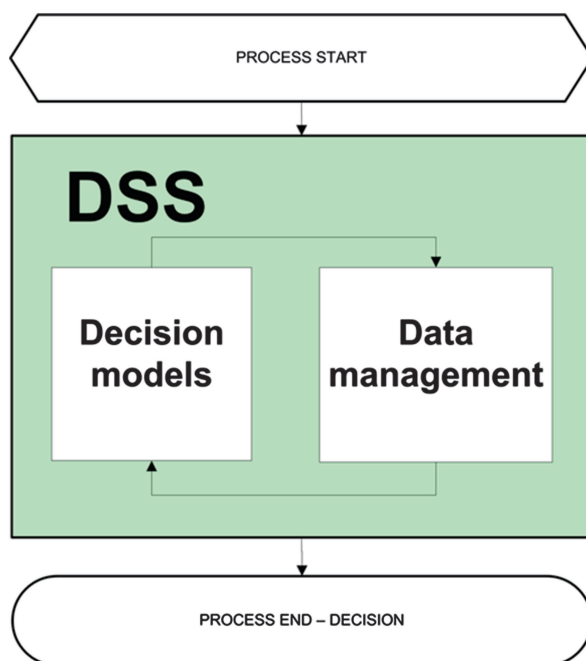 PROCESS START
DSS
Decision
models
Data
management
PROCESS END – DECISION